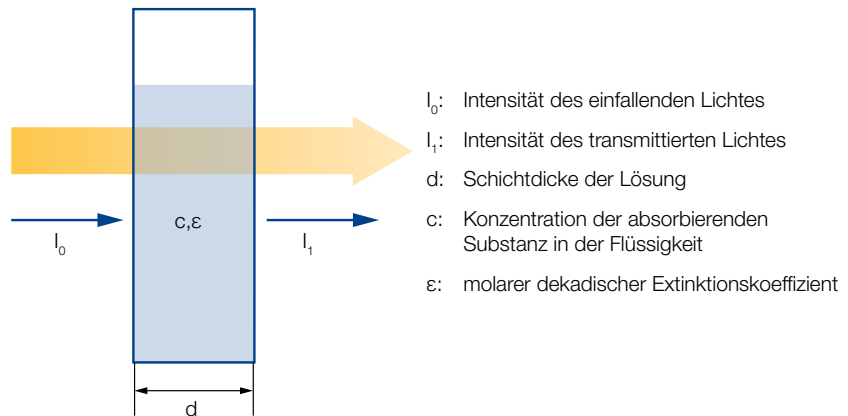 I₀: Intensität des einfallenden Lichtes
I₁: Intensität des transmittierten Lichtes
d: Schichtdicke der Lösung
c: Konzentration der absorbierenden
Substanz in der Flüssigkeit
ε: molarer dekadischer Extinktionskoeffizient
I₀
c,ε
I₁
d